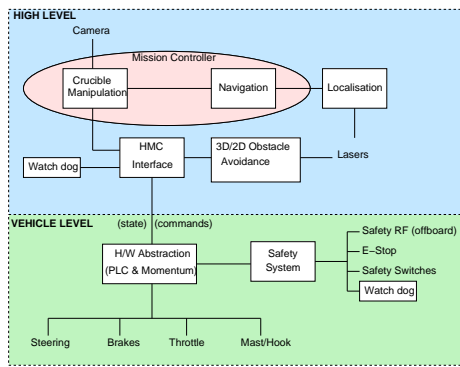 HIGH LEVEL
Camera
Mission Controller
Crucible
Manipulation
Navigation
Localisation
HMC
Interface
3D/2D Obstacle
Avoidance
Lasers
Watch dog
VEHICLE LEVEL
(state) (commands)
H/W Abstraction
(PLC & Momentum)
Safety
System
Safety RF (offboard)
E-Stop
Safety Switches
Watch dog
Steering
Brakes
Throttle
Mast/Hook